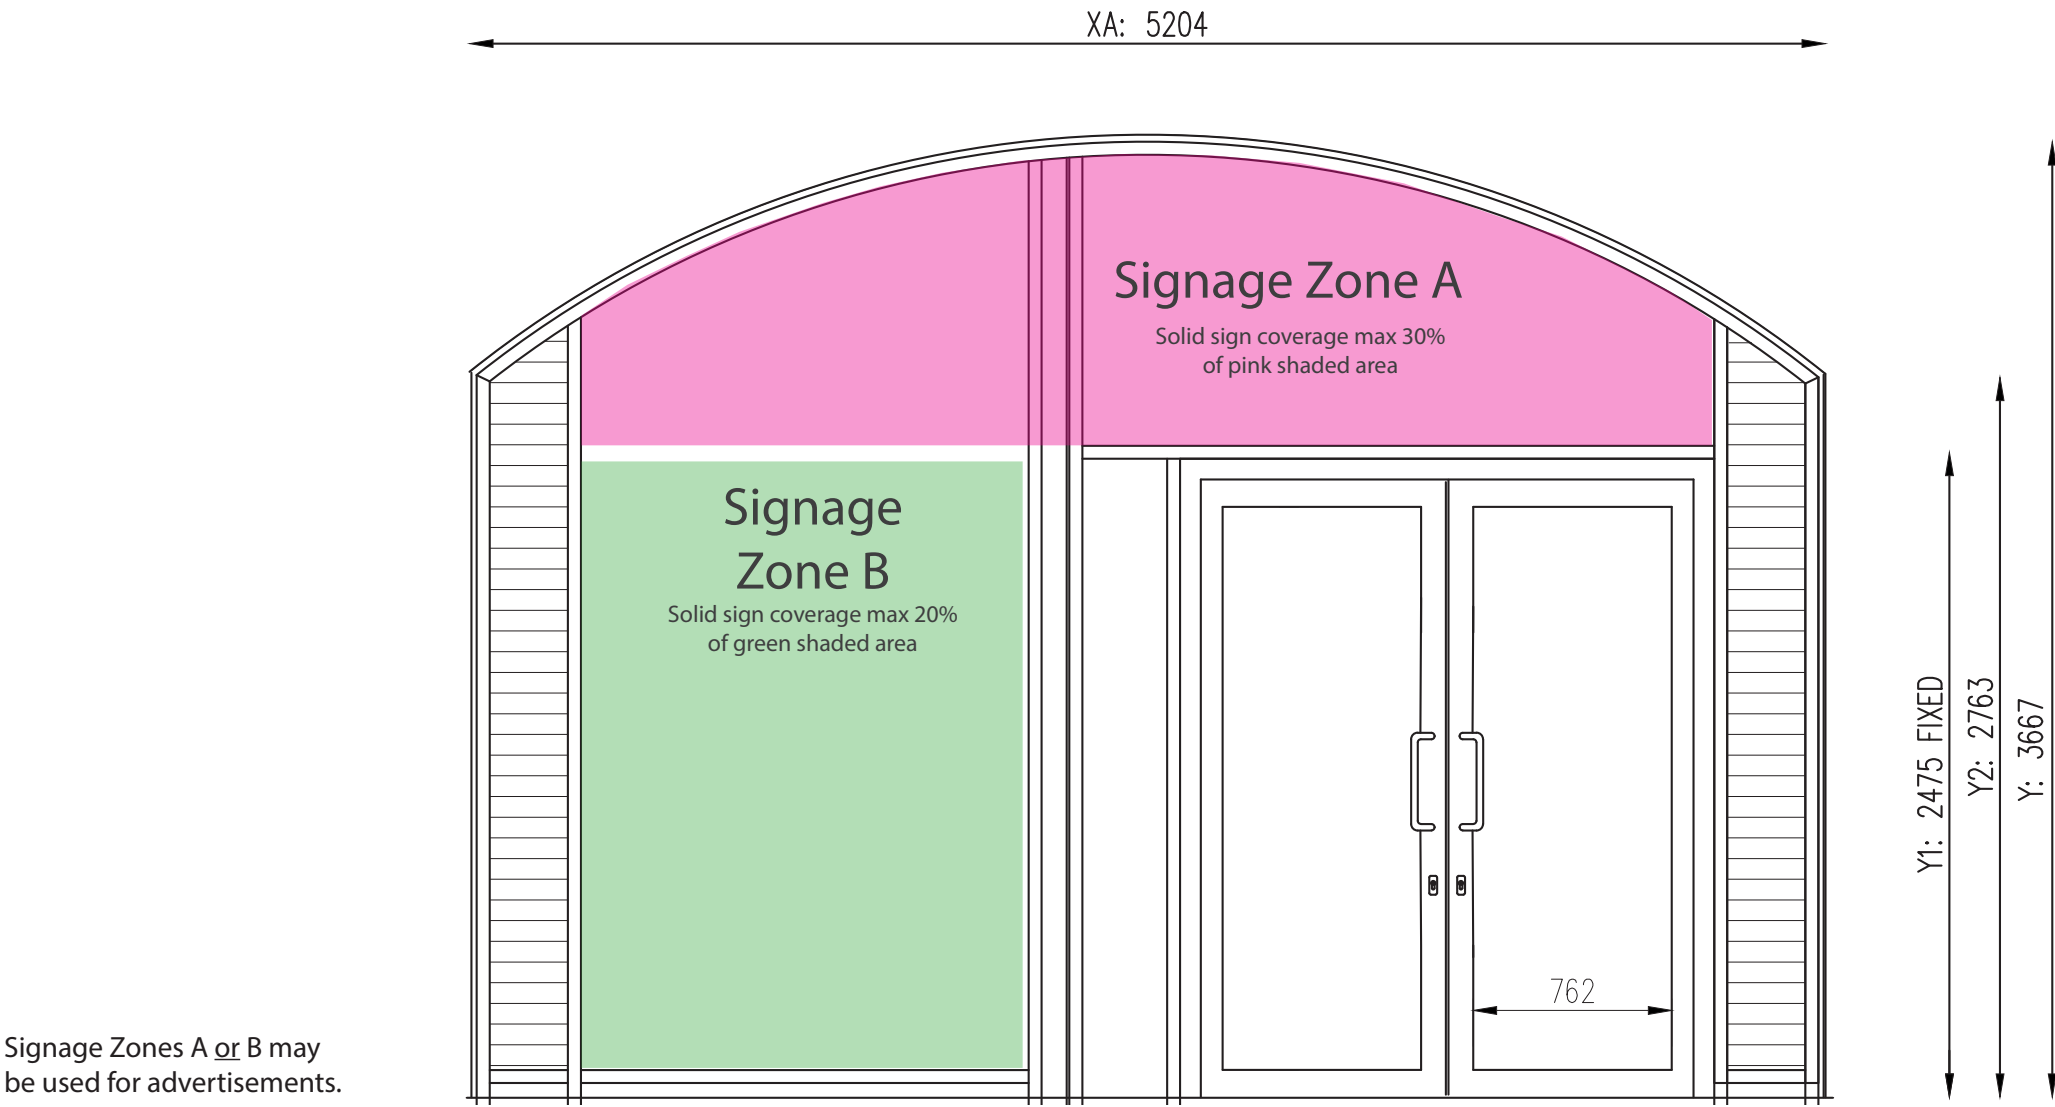 XA: 5204
Signage Zone A
Solid sign coverage max 30%
of pink shaded area
Signage
Zone B
Solid sign coverage max 20%
of green shaded area
762
Y1: 2475 FIXED
Y2: 2763
Y: 3667
Signage Zones A or B may
be used for advertisements.